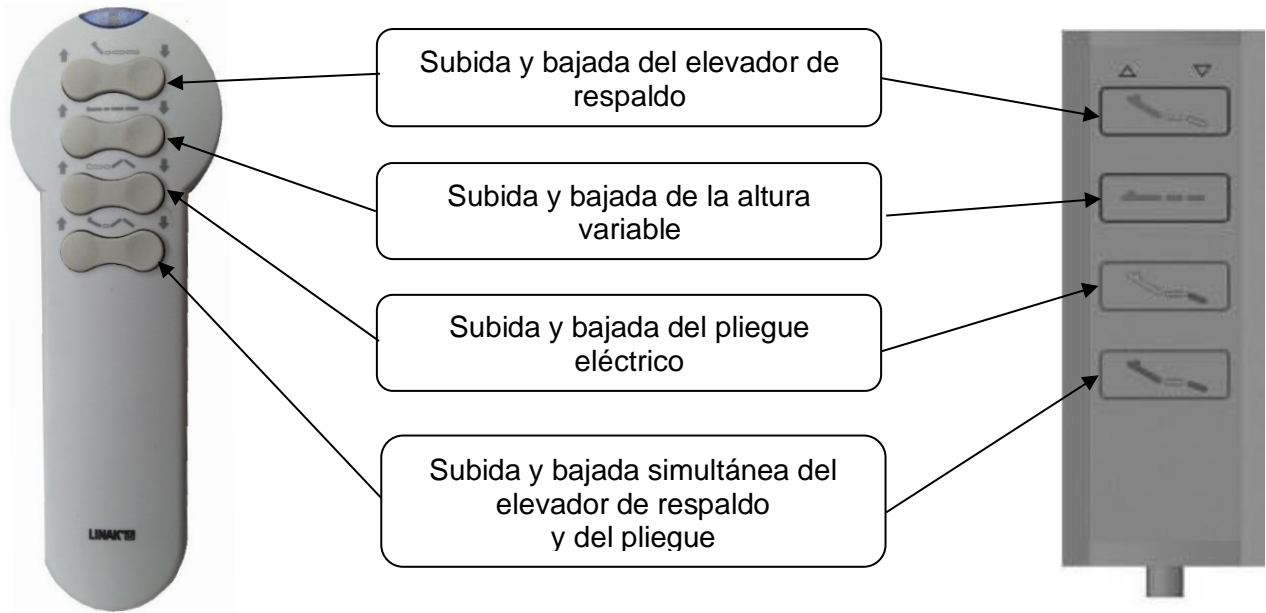 Subida y bajada del elevador de
respaldo
Subida y bajada de la altura
variable
Subida y bajada del pliegue
eléctrico
Subida y bajada simultánea del
elevador de respaldo
y del pliegue
LINAK